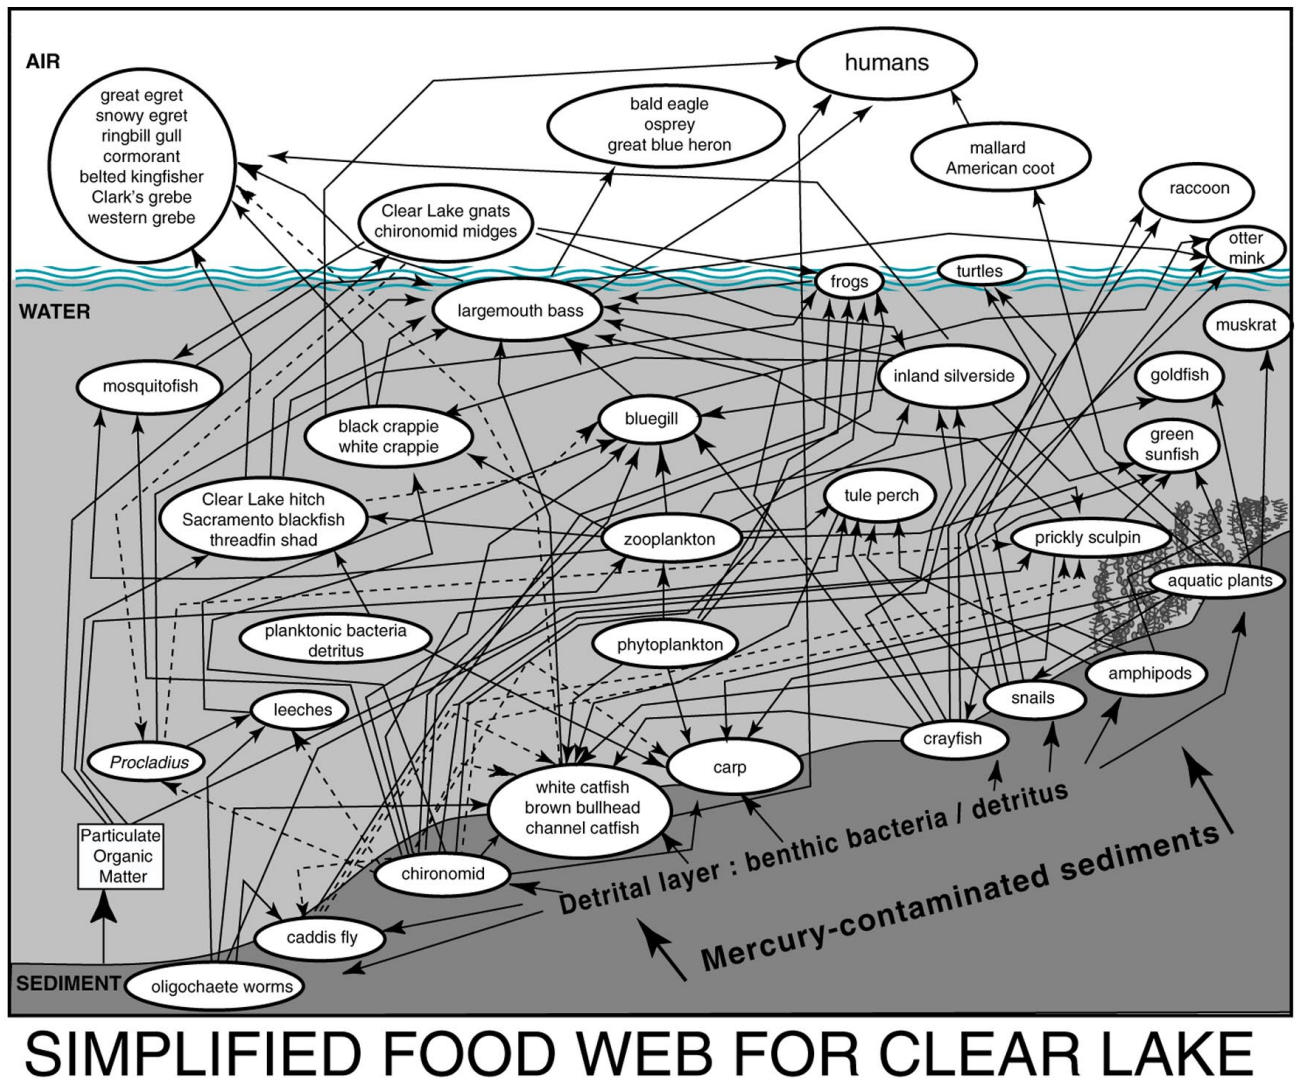 AIR
humans
great egret
snowy egret
ringbill gull
cormorant
belted kingfisher
Clark's grebe
western grebe
bald eagle
osprey
great blue heron
mallard
American coot
raccoon
Clear Lake gnats
chironomid midges
otter
mink
turtles
frogs
WATER
largemouth bass
muskrat
mosquitofish
inland silverside
goldfish
black crappie
white crappie
bluegill
green
sunfish
Clear Lake hitch
Sacramento blackfish
threadfin shad
tule perch
zooplankton
prickly sculpin
aquatic plants
planktonic bacteria
detritus
phytoplankton
amphipods
snails
leeches
crayfish
Procladius
carp
white catfish
brown bullhead
channel catfish
Particulate
Organic
Matter
chironomid
Detrital layer : benthic bacteria / detritus
Mercury-contaminated sediments
caddis fly
SEDIMENT
oligochaete worms
SIMPLIFIED FOOD WEB FOR CLEAR LAKE